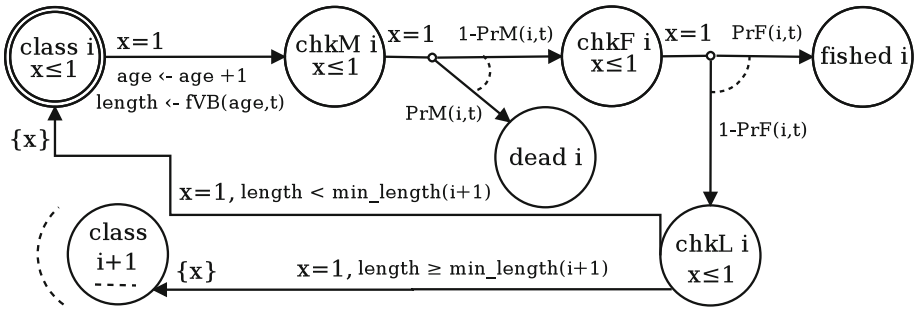 class i
x≤1
x=1
age <- age +1
length <- fVB(age,t)
chkM i
x≤1
x=1
1-PrM(i,t)
PrM(i,t)
dead i
chkF i
x≤1
x=1
PrF(i,t)
fished i
1-PrF(i,t)
{x}
x=1, length < min_length(i+1)
class
i+1
{x}
x=1, length ≥ min_length(i+1)
chkL i
x≤1